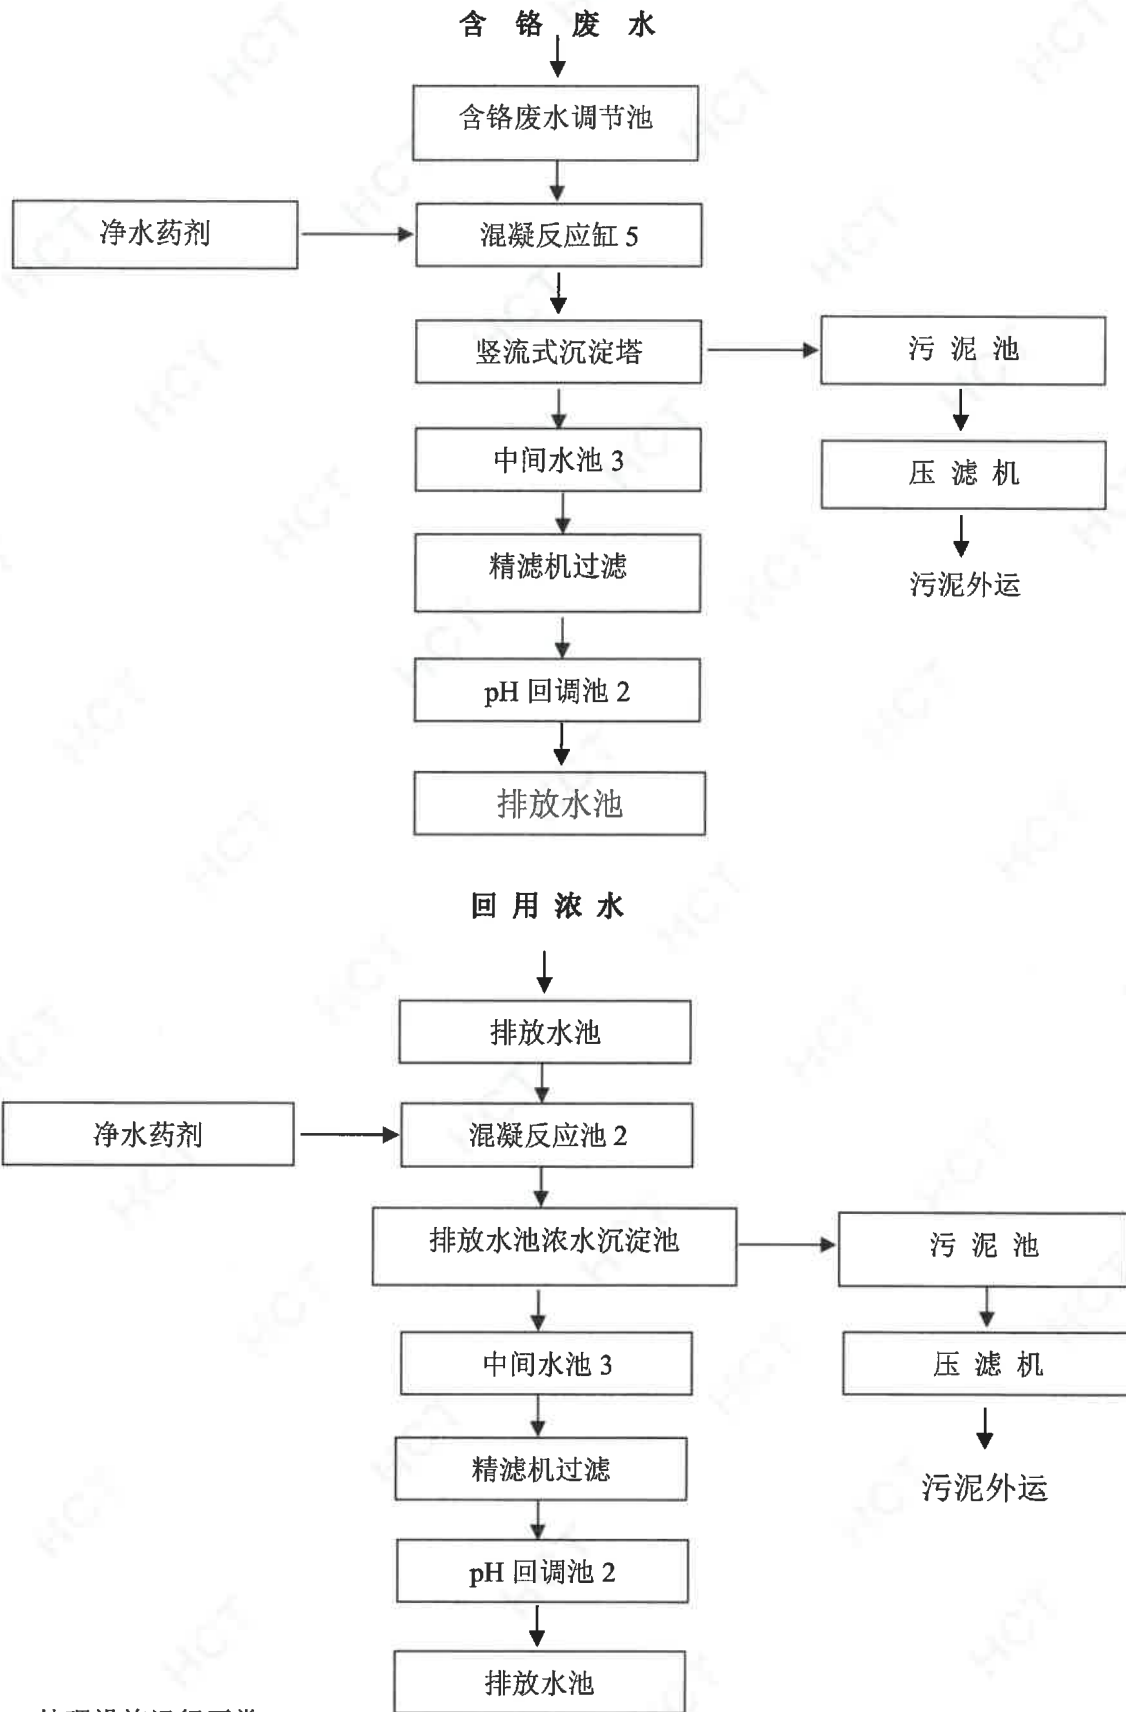 含 铬 废 水
含铬废水调节池
净水药剂
混凝反应缸 5
竖流式沉淀塔
污 泥 池
中间水池 3
压 滤 机
精滤机过滤
污泥外运
pH 回调池 2
排放水池
回 用 浓 水
排放水池
净水药剂
混凝反应池 2
排放水池浓水沉淀池
污 泥 池
中间水池 3
压 滤 机
精滤机过滤
污泥外运
pH 回调池 2
排放水池